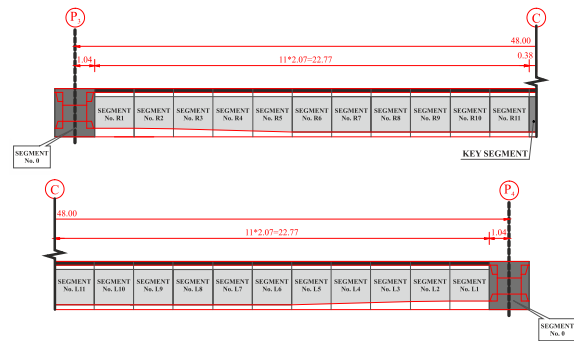 P3
C
48.00
1.04
11*2.07=22.77
0.38
SEGMENT No. R1
SEGMENT No. R2
SEGMENT No. R3
SEGMENT No. R4
SEGMENT No. R5
SEGMENT No. R6
SEGMENT No. R7
SEGMENT No. R8
SEGMENT No. R9
SEGMENT No. R10
SEGMENT No. R11
SEGMENT
No. 0
KEY SEGMENT
C
P4
48.00
11*2.07=22.77
1.04
SEGMENT No. L11
SEGMENT No. L10
SEGMENT No. L9
SEGMENT No. L8
SEGMENT No. L7
SEGMENT No. L6
SEGMENT No. L5
SEGMENT No. L4
SEGMENT No. L3
SEGMENT No. L2
SEGMENT No. L1
SEGMENT
No. 0